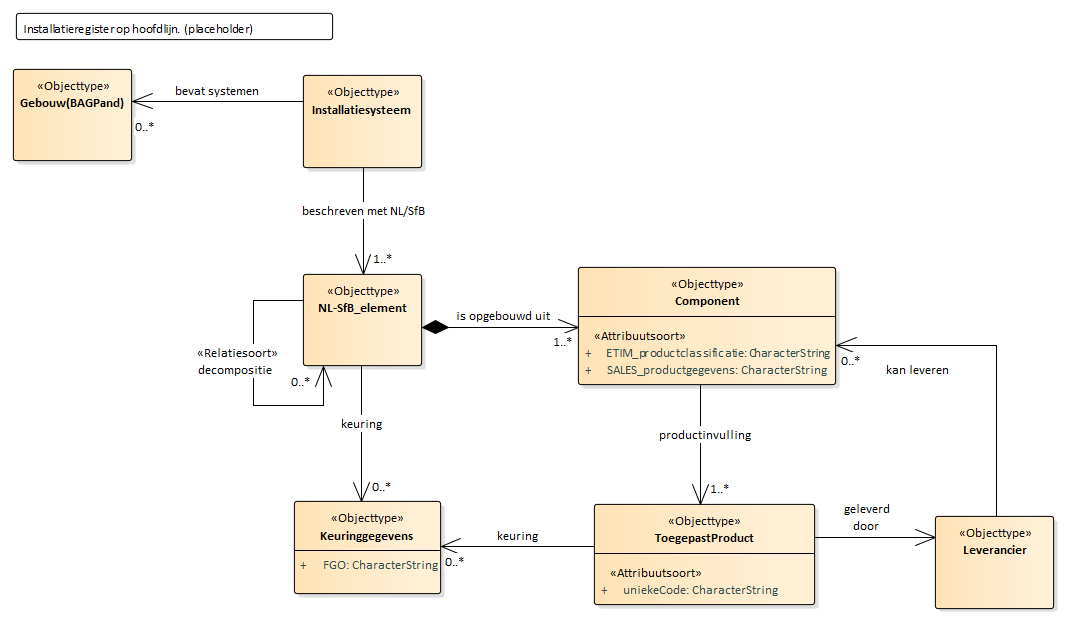 Installatieregister op hoofdlijn. (placeholder)
«Objecttype»
Gebouw(BAGPand)
bevat systemen
0..*
«Objecttype»
Installatiesysteem
beschreven met NL/SfB
1..*
«Objecttype»
NL-SfB_element
«Relatiesoort»
decompositie
0..*
is opgebouwd uit
1..*
«Objecttype»
Component
«Attribuutsoort»
+ ETIM_productclassificatie: CharacterString
+ SALES_productgegevens: CharacterString
0..*
kan leveren
keuring
0..*
productinvulling
1..*
«Objecttype»
Keuringgegevens
+ FGO: CharacterString
keuring
0..*
«Objecttype»
ToegepastProduct
«Attribuutsoort»
+ uniekeCode: CharacterString
geleverd
door
«Objecttype»
Leverancier